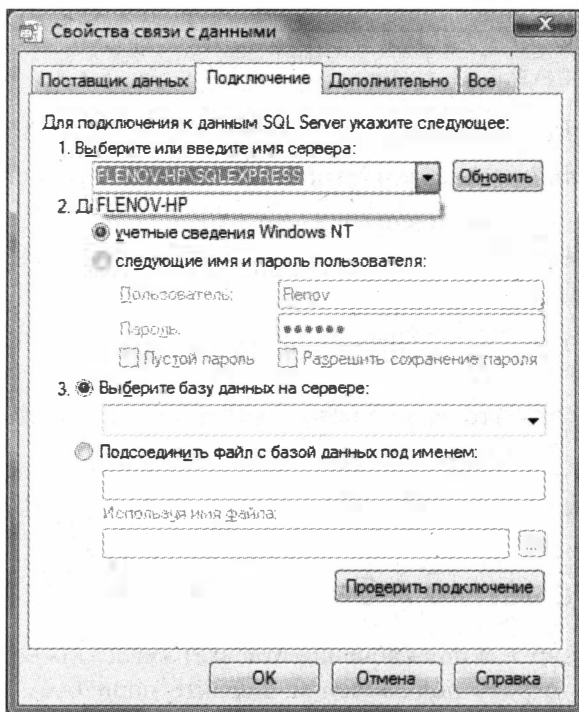 Свойства связи с данными
Поставщик данных Подключение Дополнительно Все
Для подключения к данным SQL Server укажите следующее:
1. Выберите или введите имя сервера:
FLENOV-HP\SQLEXPRESS Обновить
2. Д FLENOV-HP
учетные сведения Windows NT
следующие имя и пароль пользователя:
Пользователь: Flenov
Пароль: ••••••
Пустой пароль Разрешить сохранение пароля
3. Выберите базу данных на сервере:
Подсоединить файл с базой данных под именем:
Используя имя файла:
...
Проверить подключение
OK Отмена Справка